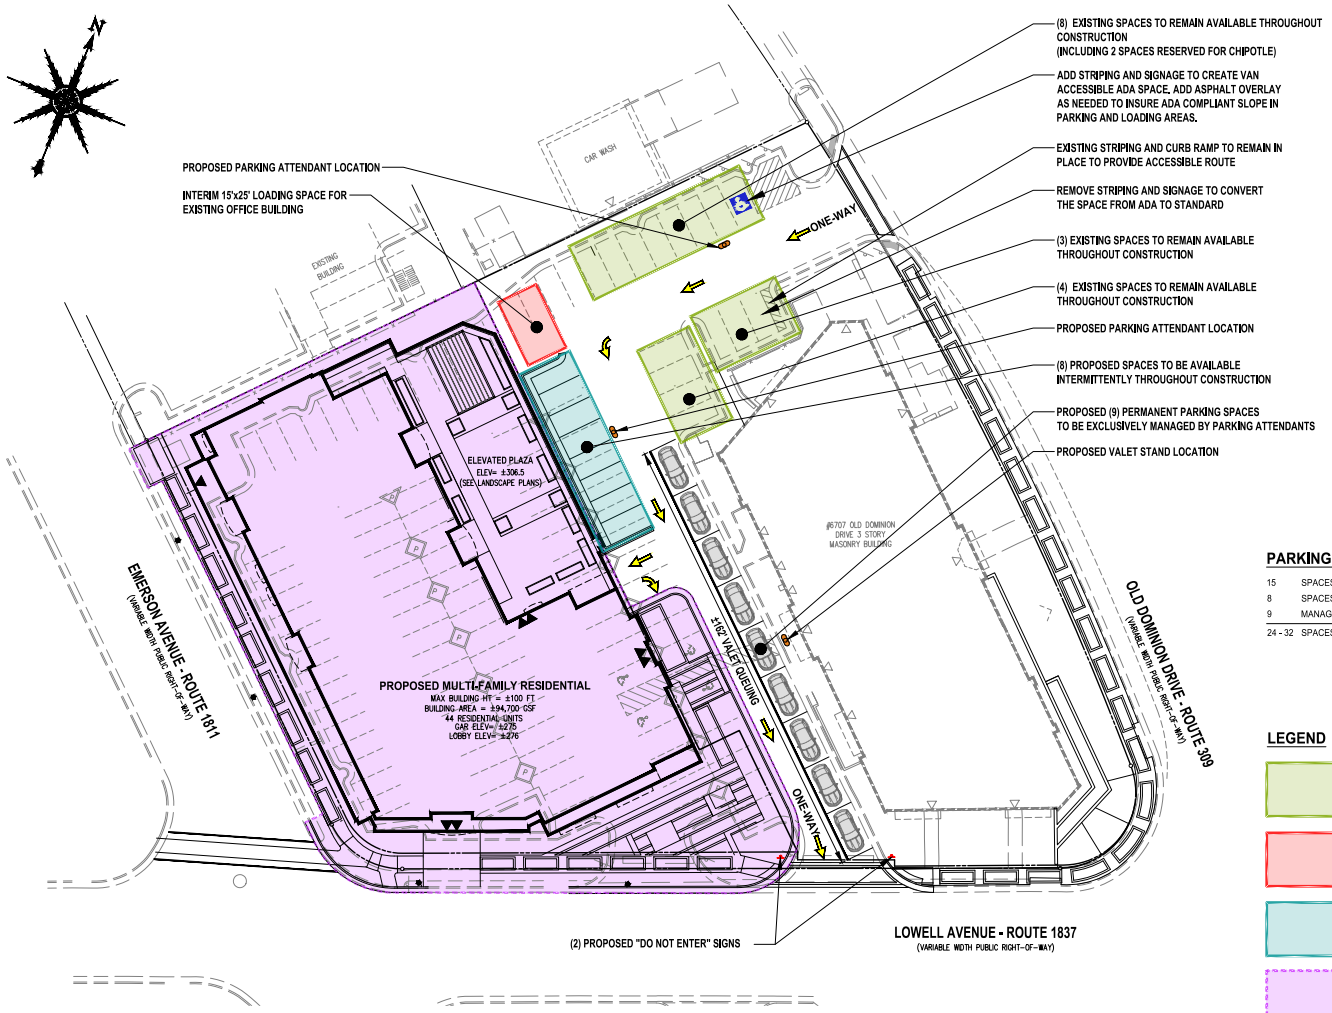 N
(8) EXISTING SPACES TO REMAIN AVAILABLE THROUGHOUT
CONSTRUCTION
(INCLUDING 2 SPACES RESERVED FOR CHIPOTLE)
ADD STRIPING AND SIGNAGE TO CREATE VAN
ACCESSIBLE ADA SPACE. ADD ASPHALT OVERLAY
AS NEEDED TO INSURE ADA COMPLIANT SLOPE IN
PARKING AND LOADING AREAS.
EXISTING STRIPING AND CURB RAMP TO REMAIN IN
PLACE TO PROVIDE ACCESSIBLE ROUTE
REMOVE STRIPING AND SIGNAGE TO CONVERT
THE SPACE FROM ADA TO STANDARD
(3) EXISTING SPACES TO REMAIN AVAILABLE
THROUGHOUT CONSTRUCTION
(4) EXISTING SPACES TO REMAIN AVAILABLE
THROUGHOUT CONSTRUCTION
PROPOSED PARKING ATTENDANT LOCATION
(8) PROPOSED SPACES TO BE AVAILABLE
INTERMITTENTLY THROUGHOUT CONSTRUCTION
PROPOSED (9) PERMANENT PARKING SPACES
TO BE EXCLUSIVELY MANAGED BY PARKING ATTENDANTS
PROPOSED VALET STAND LOCATION
PROPOSED PARKING ATTENDANT LOCATION
INTERIM 15'x25' LOADING SPACE FOR
EXISTING OFFICE BUILDING
CAR WASH
EXISTING
BUILDING
ONE-WAY
ELEVATED PLAZA
ELEV= ±306.5
(SEE LANDSCAPE PLANS)
#6707 OLD DOMINION
DRIVE 3 STORY
MASONRY BUILDING
±162' VALET QUEUING
ONE-WAY
PROPOSED MULTI-FAMILY RESIDENTIAL
MAX BUILDING HT = ±100 FT
BUILDING AREA = ±94,700 GSF
44 RESIDENTIAL UNITS
GAR ELEV= ±275
LOBBY ELEV= ±276
P
P
P
P
P
EMERSON AVENUE - ROUTE 1811
(VARIABLE WIDTH PUBLIC RIGHT-OF-WAY)
OLD DOMINION DRIVE - ROUTE 309
(VARIABLE WIDTH PUBLIC RIGHT-OF-WAY)
LOWELL AVENUE - ROUTE 1837
(VARIABLE WIDTH PUBLIC RIGHT-OF-WAY)
(2) PROPOSED "DO NOT ENTER" SIGNS
PARKING
15 SPACES
8 SPACES
9 MANAG
24 - 32 SPACES
LEGEND